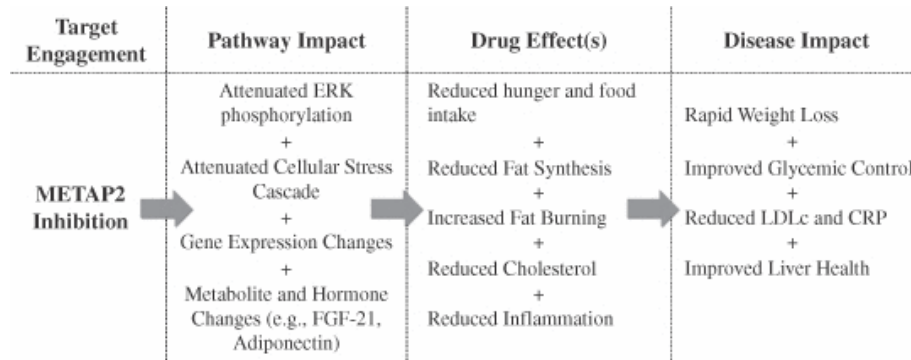 Target Engagement
Pathway Impact
Drug Effect(s)
Disease Impact
METAP2
Inhibition
Attenuated ERK
phosphorylation
+
Attenuated Cellular Stress
Cascade
+
Gene Expression Changes
+
Metabolite and Hormone
Changes (e.g., FGF-21,
Adiponectin)
Reduced hunger and food
intake
+
Reduced Fat Synthesis
+
Increased Fat Burning
+
Reduced Cholesterol
+
Reduced Inflammation
Rapid Weight Loss
+
Improved Glycemic Control
+
Reduced LDLc and CRP
+
Improved Liver Health